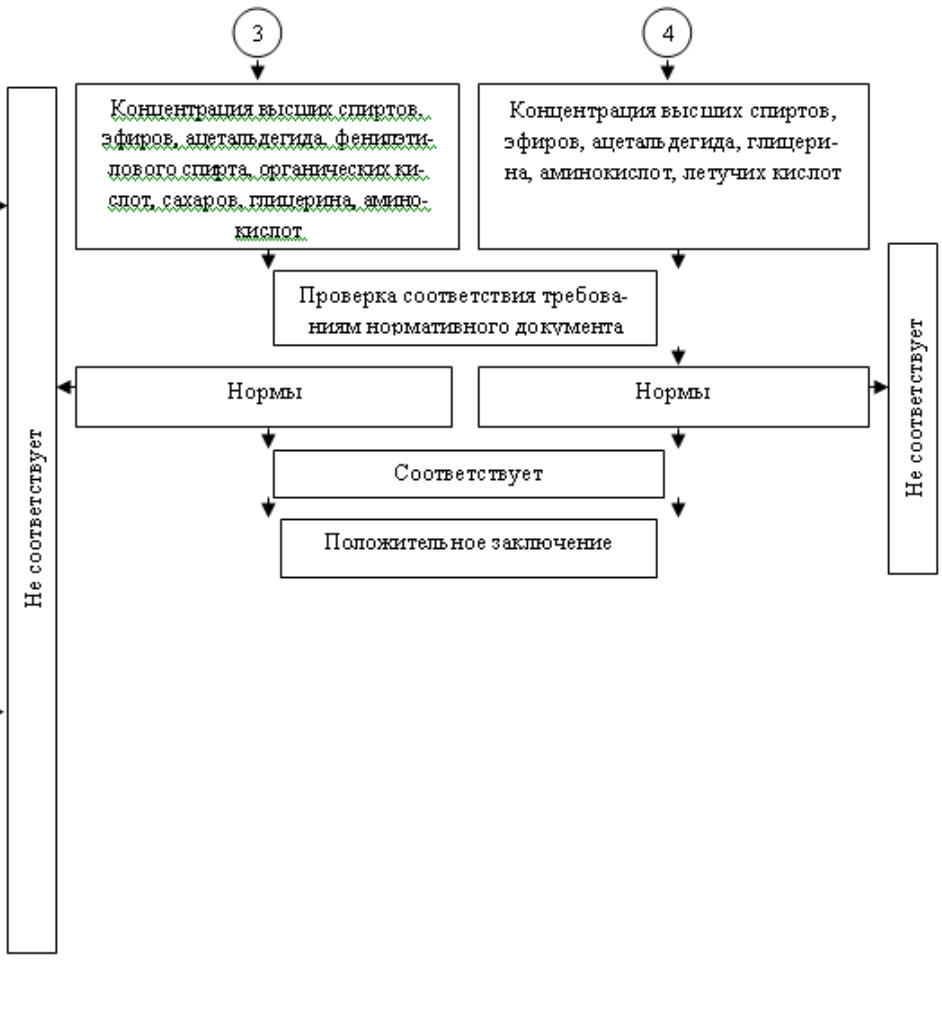 3
4
Концентрация высших спиртов,
эфиров, ацетальдегида, фенилэти-
лового спирта, органических ки-
слот, сахаров, глицерина, амино-
кислот
Концентрация высших спиртов,
эфиров, ацетальдегида, глицери-
на, аминокислот, летучих кислот
Проверка соответствия требова-
ниям нормативного документа
Нормы
Нормы
Не соответствует
Не соответствует
Соответствует
Положительное заключение